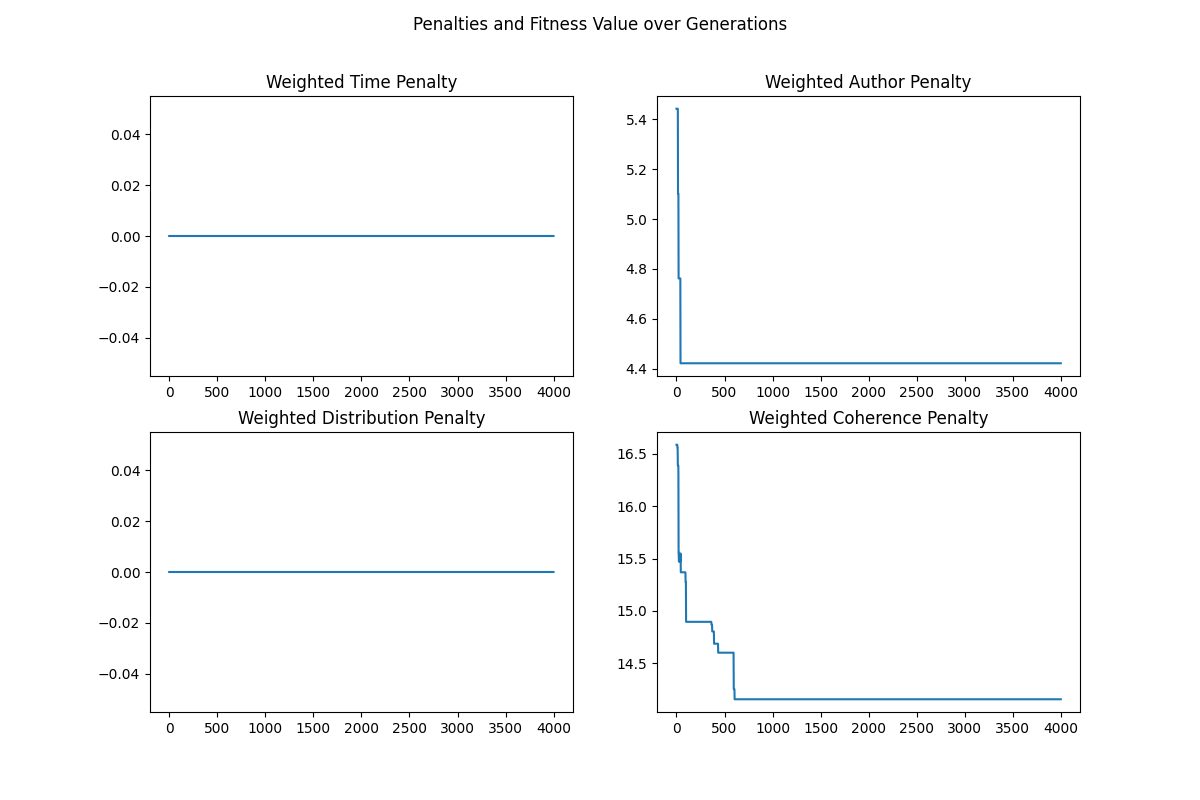 Penalties and Fitness Value over Generations
Weighted Time Penalty
0.04
0.02
0.00
−0.02
−0.04
0 500 1000 1500 2000 2500 3000 3500 4000
Weighted Author Penalty
5.4
5.2
5.0
4.8
4.6
4.4
0 500 1000 1500 2000 2500 3000 3500 4000
Weighted Distribution Penalty
0.04
0.02
0.00
−0.02
−0.04
0 500 1000 1500 2000 2500 3000 3500 4000
Weighted Coherence Penalty
16.5
16.0
15.5
15.0
14.5
0 500 1000 1500 2000 2500 3000 3500 4000